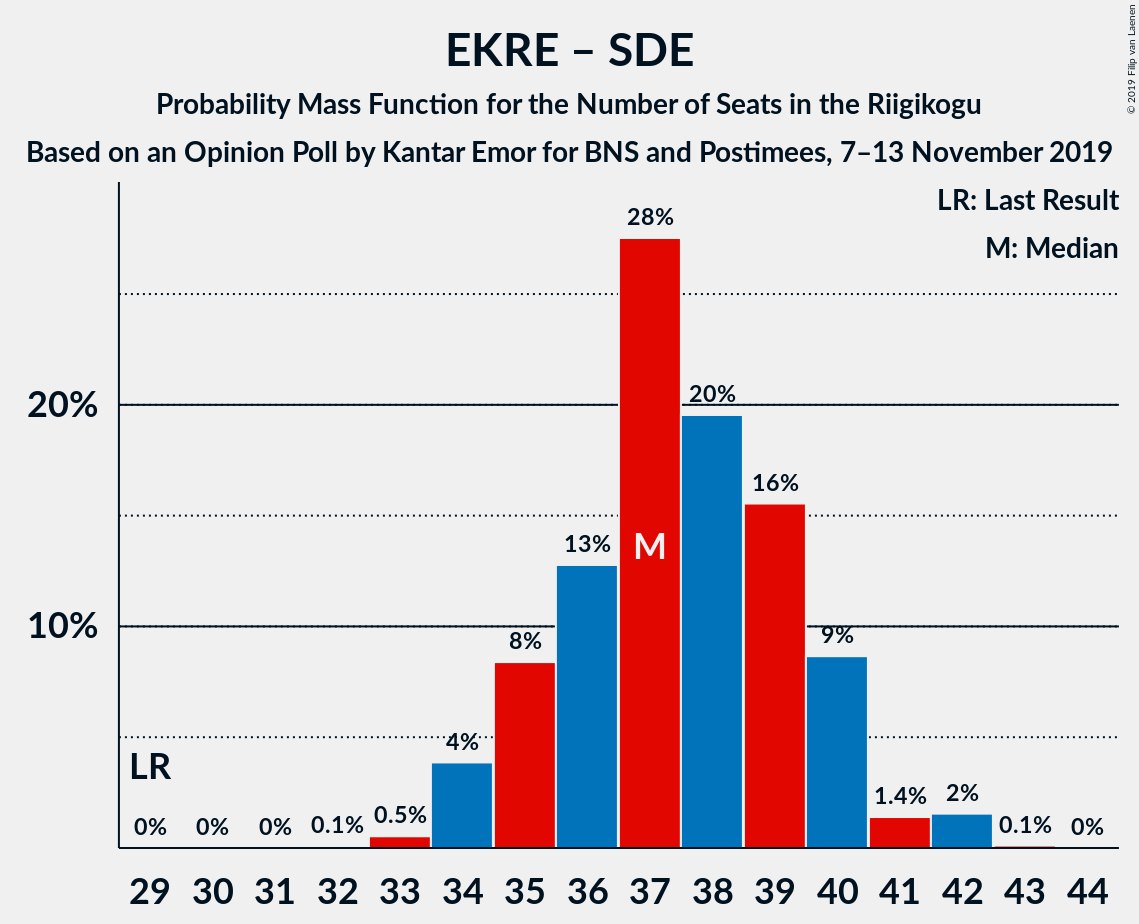 EKRE – SDE
Probability Mass Function for the Number of Seats in the Riigikogu
Based on an Opinion Poll by Kantar Emor for BNS and Postimees, 7–13 November 2019
© 2019 Filip van Laenen
LR: Last Result
M: Median
28%
20%
20%
16%
13%
M
10%
8%
9%
4%
LR
0%
0%
0%
0.1%
0.5%
1.4%
2%
0.1%
0%
29 30 31 32 33 34 35 36 37 38 39 40 41 42 43 44